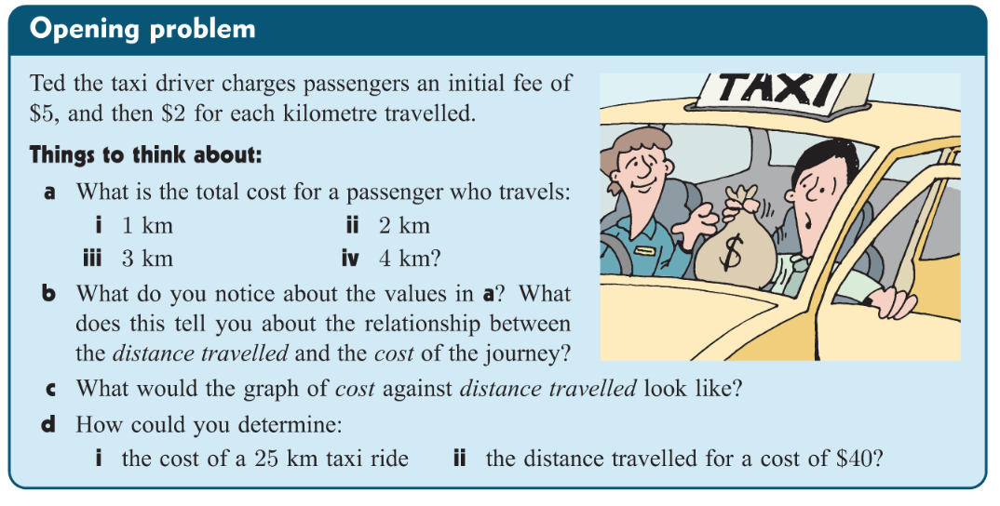 Opening problem
Ted the taxi driver charges passengers an initial fee of
$5, and then $2 for each kilometre travelled.
Things to think about:
a What is the total cost for a passenger who travels:
i 1 km ii 2 km
iii 3 km iv 4 km?
b What do you notice about the values in a? What
does this tell you about the relationship between
the distance travelled and the cost of the journey?
c What would the graph of cost against distance travelled look like?
d How could you determine:
i the cost of a 25 km taxi ride ii the distance travelled for a cost of $40?
TAXI
$